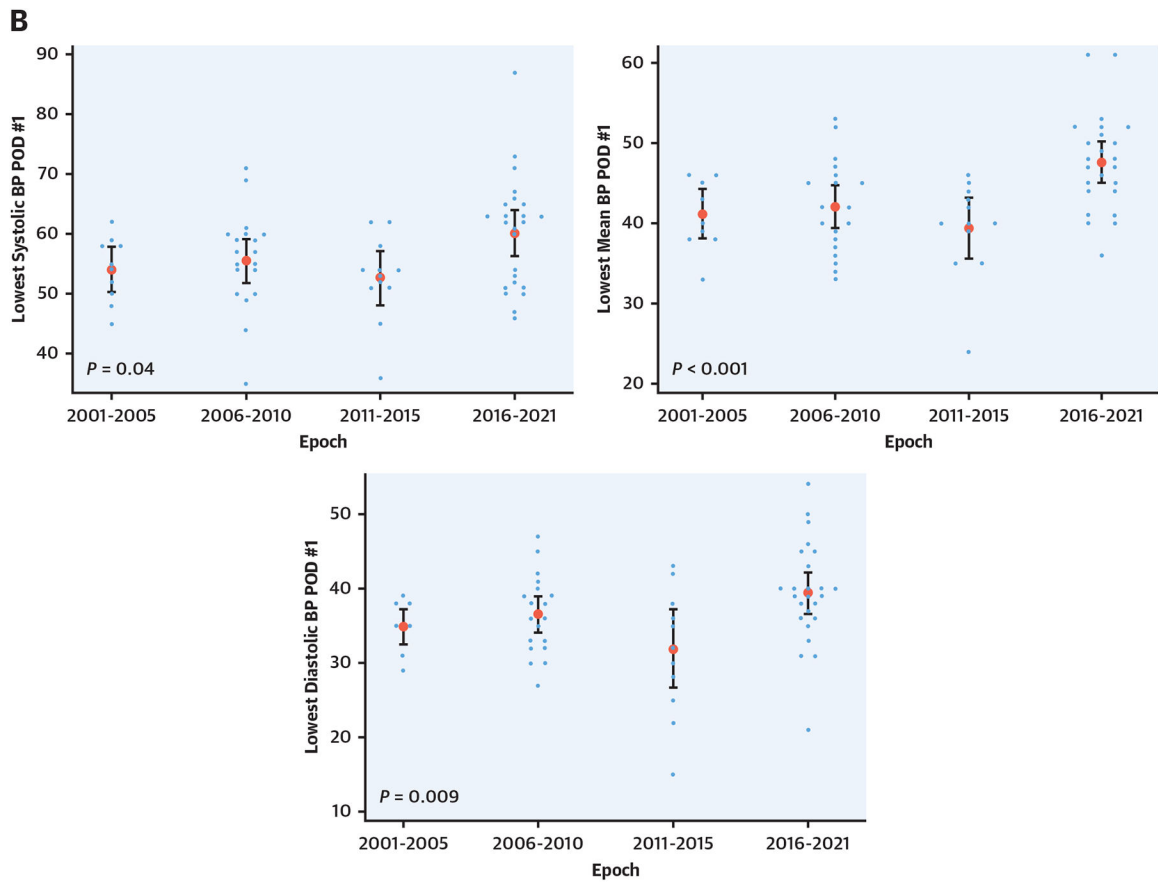 B
Lowest Systolic BP POD #1
90
80
70
60
50
40
P = 0.04
2001-2005 2006-2010 2011-2015 2016-2021
Epoch
Lowest Mean BP POD #1
60
50
40
30
20
P < 0.001
2001-2005 2006-2010 2011-2015 2016-2021
Epoch
Lowest Diastolic BP POD #1
50
40
30
20
10
P = 0.009
2001-2005 2006-2010 2011-2015 2016-2021
Epoch